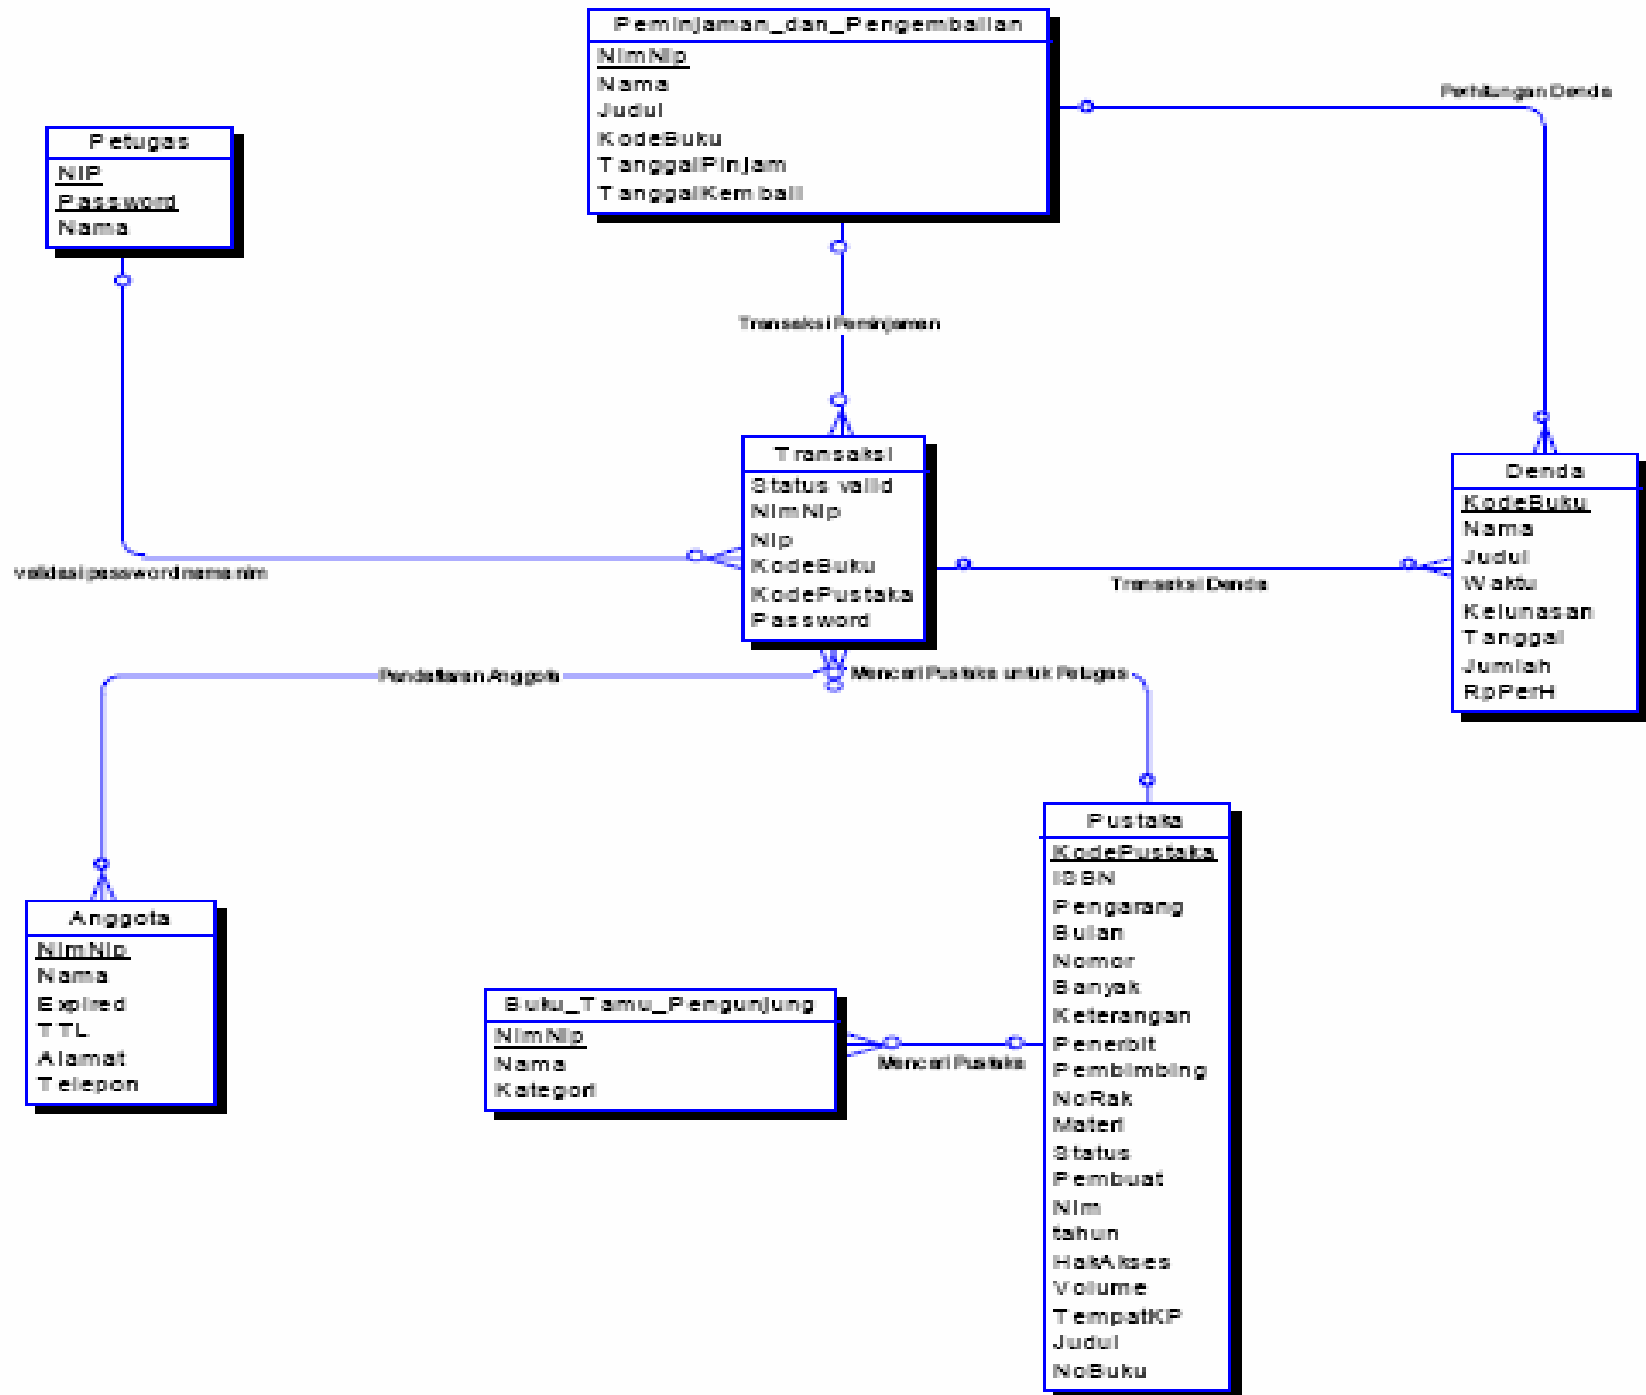 Peminjaman_dan_Pengembalian
NimNip
Nama
Judul
KodeBuku
TanggalPinjam
TanggalKembali
Perhitungan Denda
Petugas
NIP
Password
Nama
Transaksi Peminjaman
Transaksi
Status valid
NimNip
Nip
KodeBuku
KodePustaka
Password
Denda
KodeBuku
Nama
Judul
Waktu
Kelunasan
Tanggal
Jumlah
RpPerH
validasi password nama nim
Transaksi Denda
Pendaftaran Anggota
Mencari Pustaka untuk Petugas
Pustaka
KodePustaka
ISBN
Pengarang
Bulan
Nomor
Banyak
Keterangan
Penerbit
Pembimbing
NoRak
Materi
Status
Pembuat
Nim
tahun
HakAkses
Volume
TempatKP
Judul
NoBuku
Anggota
NimNip
Nama
Expired
TTL
Alamat
Telepon
Buku_Tamu_Pengunjung
NimNip
Nama
Kategori
Mencari Pustaka